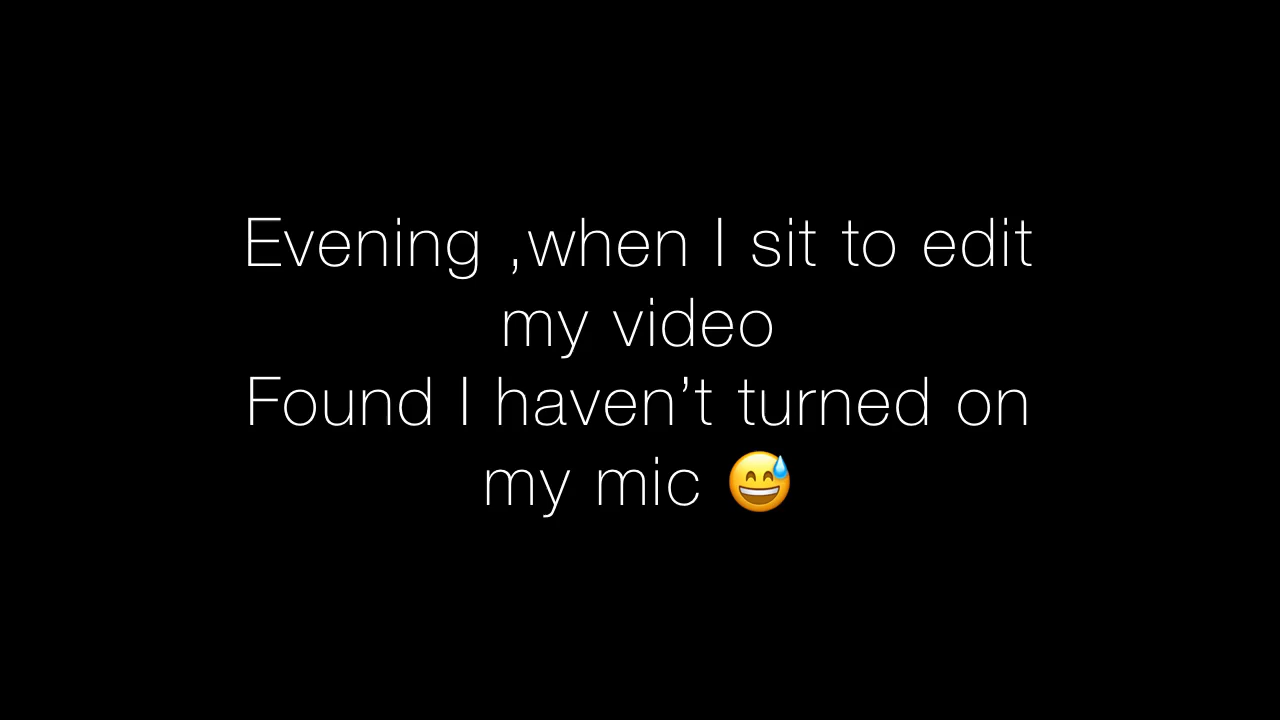 Evening ,when I sit to edit
my video
Found I haven’t turned on
my mic 😅